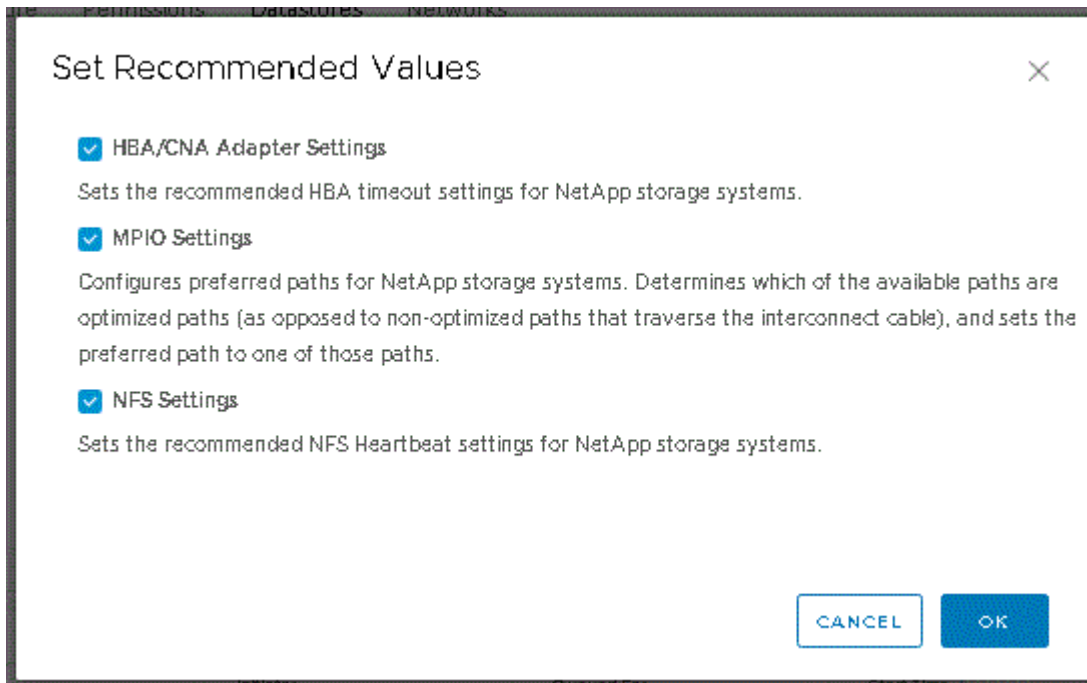 Permissions Datastores Networks
Set Recommended Values
HBA/CNA Adapter Settings
Sets the recommended HBA timeout settings for NetApp storage systems.
MPIO Settings
Configures preferred paths for NetApp storage systems. Determines which of the available paths are
optimized paths (as opposed to non-optimized paths that traverse the interconnect cable), and sets the
preferred path to one of those paths.
NFS Settings
Sets the recommended NFS Heartbeat settings for NetApp storage systems.
CANCEL OK